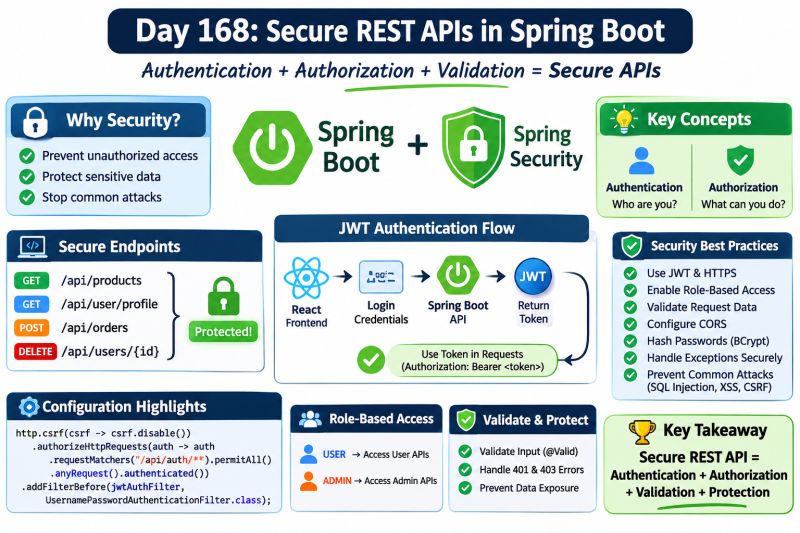 Day 168: Secure REST APIs in Spring Boot
Authentication + Authorization + Validation = Secure APIs
Why Security?
Prevent unauthorized access
Protect sensitive data
Stop common attacks
Spring
Boot
+
Spring
Security
Key Concepts
Authentication
Who are you?
Authorization
What can you do?
Secure Endpoints
GET /api/products
GET /api/user/profile
POST /api/orders
DELETE /api/users/{id}
Protected!
JWT Authentication Flow
React
Frontend
Login
Credentials
Spring Boot
API
JWT
Return
Token
Use Token in Requests
(Authorization: Bearer <token>)
Security Best Practices
Use JWT & HTTPS
Enable Role-Based Access
Validate Request Data
Configure CORS
Hash Passwords (BCrypt)
Handle Exceptions Securely
Prevent Common Attacks
(SQL Injection, XSS, CSRF)
Configuration Highlights
http.csrf(csrf -> csrf.disable())
.authorizeHttpRequests(auth -> auth
.requestMatchers("/api/auth/**").permitAll()
.anyRequest().authenticated())
.addFilterBefore(jwtAuthFilter,
UsernamePasswordAuthenticationFilter.class);
Role-Based Access
USER → Access User APIs
ADMIN → Access Admin APIs
Validate & Protect
Validate Input (@Valid)
Handle 401 & 403 Errors
Prevent Data Exposure
Key Takeaway
Secure REST API =
Authentication + Authorization
+ Validation + Protection